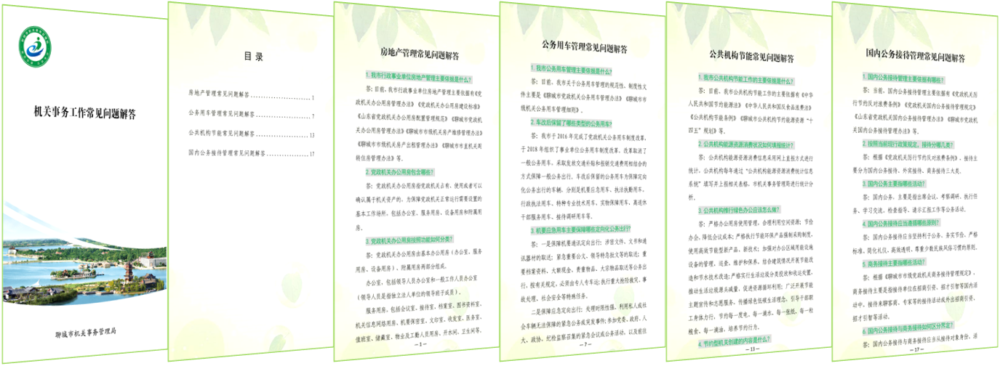 机关事务工作常见问题解答
聊城市机关事务管理局
目 录
房地产管理常见问题解答........................1
公务用车管理常见问题解答......................7
公共机构节能常见问题解答.....................13
国内公务接待管理常见问题解答.................17
房地产管理常见问题解答
1. 我市行政事业单位房地产管理主要依据是什么?
答:目前,我市行政事业单位房地产管理主要依据有《党
政机关办公用房管理办法》《党政机关办公用房建设标准》
《山东省党政机关办公用房配置管理规范》《聊城市党政机
关办公用房管理办法》《聊城市市级机关房产维修管理办法》
《聊城市市级机关房产出租管理办法》《聊城市市直机关周
转住房管理办法》等。
2. 党政机关办公用房包含哪些?
答:党政机关办公用房指党政机关占有、使用或者可以
确认属于机关资产的,为保障党政机关正常运行需要设置的
基本工作场所,包括办公室、服务用房、设备用房和附属用
房。
3. 党政机关办公用房按照功能如何分类?
答:党政机关办公用房由基本办公用房(办公室、服务
用房、设备用房)、附属用房两部分组成。
办公室,包括领导人员办公室和一般工作人员办公室
(领导人员是指独立法人单位的领导班子成员)。
服务用房,包括会议室、接待室、档案室、图书资料室、
机关信息网络用房、机要保密室、文印室、收发室、医务室、
值班室、储藏室、物业及工勤人员用房、开水间、卫生间等。
— 1 —
公务用车管理常见问题解答
1. 我市公务用车管理主要依据是什么?
答:目前,我市关于公务用车管理的规范性、制度性文
件主要是《聊城市党政机关公务用车管理办法》《聊城市市
级机关公务用车管理细则》。
2. 车改后保留了哪些类型的公务用车?
答:我市于2016年完成了党政机关公务用车制度改革,
于2018年组织了事业单位公务用车制度改革。改革取消了
一般公务用车,采取发放交通补贴和报销交通费用相结合的
方式保障一般公务出行,车改后保留的公务用车为保障定向
化公务出行的车辆,分别是机要应急用车、执法执勤用车、
行政执法用车、特种专业技术用车、实物保障用车、离退休
干部服务用车、接待调研用车等。
3. 机要应急用车主要保障哪些定向化公务出行?
答:一是保障机要通讯定向出行:涉密文件、文书和通
讯器材的取送;紧急重要公文、领导特急批文等的取送;重
要档案资料、大额现金、贵重物品、大宗物品取送等公务出
行;按有关规定,必须由专人专车运;执行重大抢险救灾、事
故处理、社会安全等特殊任务。
二是保障应急定向出行:处理时限性强、利用私人或社
会车辆无法保障的紧急公务或突发事件;参加党委、政府、人
大、政协、纪检监察召集的紧急会议或公务活动,以及前往
— 7 —
公共机构节能常见问题解答
1. 我市公共机构节能工作的主要依据有什么?
答:目前,我市公共机构节能工作的主要依据有《中华
人民共和国节约能源法》《中华人民共和国反食品浪费法》
《公共机构节能条例》《聊城市公共机构节约能源资源“十
四五”规划》等。
2. 公共机构能源资源消费状况如何填报统计?
答:公共机构能源资源消费信息采用网上直报方式进行
统计。公共机构每年通过“公共机构能源资源消费统计信息
系统”填写并上报相关表格,市机关事务管理局进行统计分
析。
3. 公共机构推行绿色办公应该怎么做?
答:严格办公用房使用管理,合理利用空间资源;节俭
办会,降低会议成本;严格执行节能环保产品强制采购制度,
使用高效节能型新产品、新技术;加强对办公区域用能设施
设备的管理、巡查、维护和保养,结合建筑情况开展节能改
造和节水技术改造;严格实行生活垃圾分类投放和收运处置,
推动生活垃圾源头减量,促进资源循环利用;广泛开展节能
主题宣传和志愿服务,传播绿色低碳生活理念,引导干部职
工身体力行,节约每一度电、每一滴水、每一张纸、每一粒
粮食、每一滴油,培养节约行为。
4. 节约型机关创建的内容是什么?
— 13 —
国内公务接待管理常见问题解答
1. 国内公务接待管理主要依据有哪些?
答:当前,国内公务接待管理主要依据有《党政机关厉
行节约反对浪费条例》《党政机关国内公务接待管理规定》
《山东省党政机关国内公务接待管理办法》《聊城市党政机
关国内公务接待管理办法》等。
2. 按照当前现行政策规定,接待分哪几类?
答:根据《党政机关厉行节约反对浪费条例》,接待主
要分为国内公务接待、外宾接待、商务接待三大类。
3. 国内公务主要指哪些活动?
答:国内公务,主要是指出席会议、考察调研、执行任
务、学习交流、检查指导、请示汇报工作等公务活动。
4. 国内公务接待应当遵循哪些原则?
答:国内公务接待应当坚持有利于公务、务实节俭、严格
标准、简化礼仪、高效透明、尊重少数民族风俗习惯的原则。
5. 商务接待主要指哪些活动?
答:根据《聊城市市级党政机关商务接待管理规定》,
商务接待主要是指接待单位在招商引资、招才引智等国内活
动中,接待来聊客商、专家等的接待活动或外出招商引资、
招才引智等活动。
6. 国内公务接待与商务接待如何区分界定?
答:国内公务接待与商务接待应当从接待对象身份、活
— 17 —